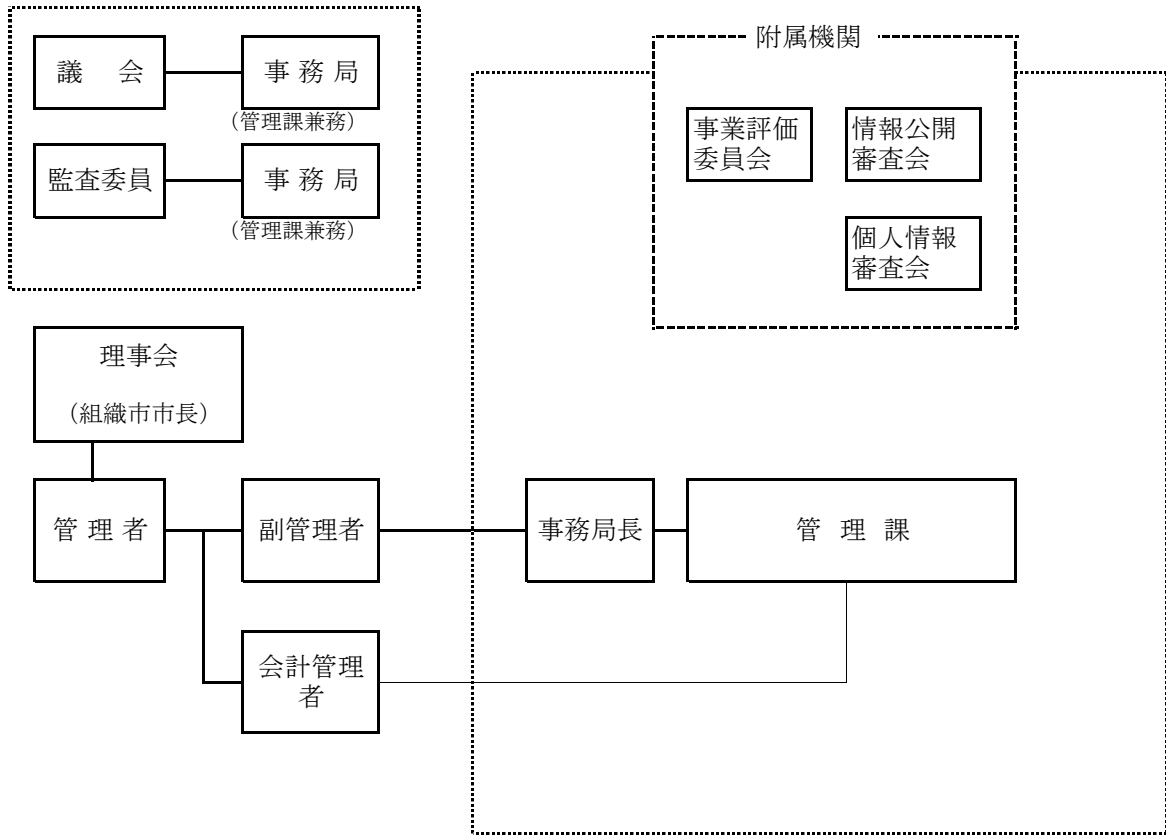 議　会
事 務 局
(管理課兼務)
監査委員
事 務 局
(管理課兼務)
附属機関
事業評価
委員会
情報公開
審査会
個人情報
審査会
理事会
（組織市市長）
管 理 者
副管理者
事務局長
管 理 課
会計管理
者